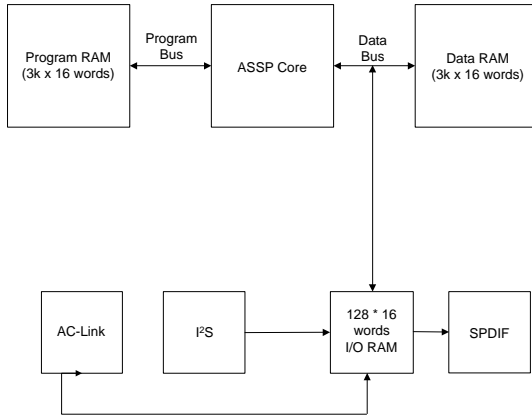 Program RAM
(3k x 16 words)
Program
Bus
ASSP Core
Data
Bus
Data RAM
(3k x 16 words)
AC-Link
I²S
128 * 16
words
I/O RAM
SPDIF